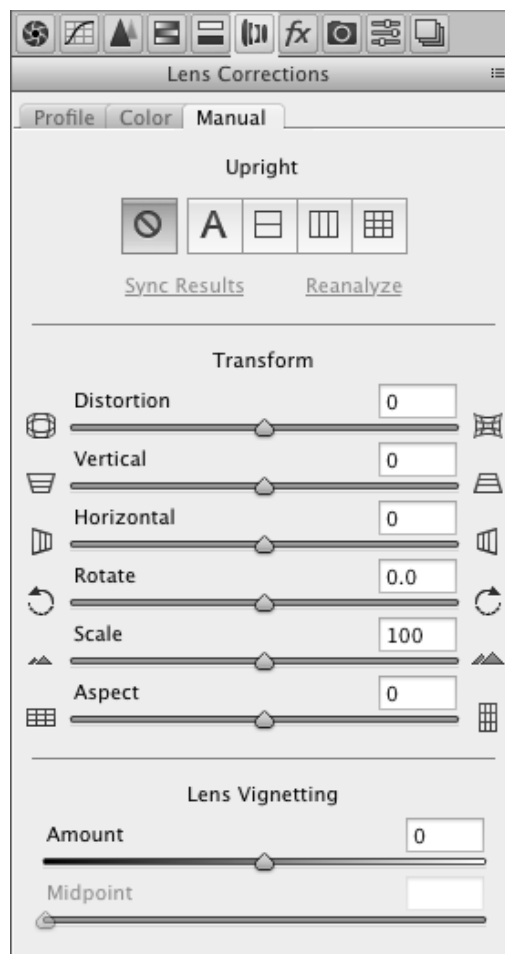 fx
Lens Corrections
Profile Color Manual
Upright
A
Sync Results Reanalyze
Transform
Distortion 0
Vertical 0
Horizontal 0
Rotate 0.0
Scale 100
Aspect 0
Lens Vignetting
Amount 0
Midpoint